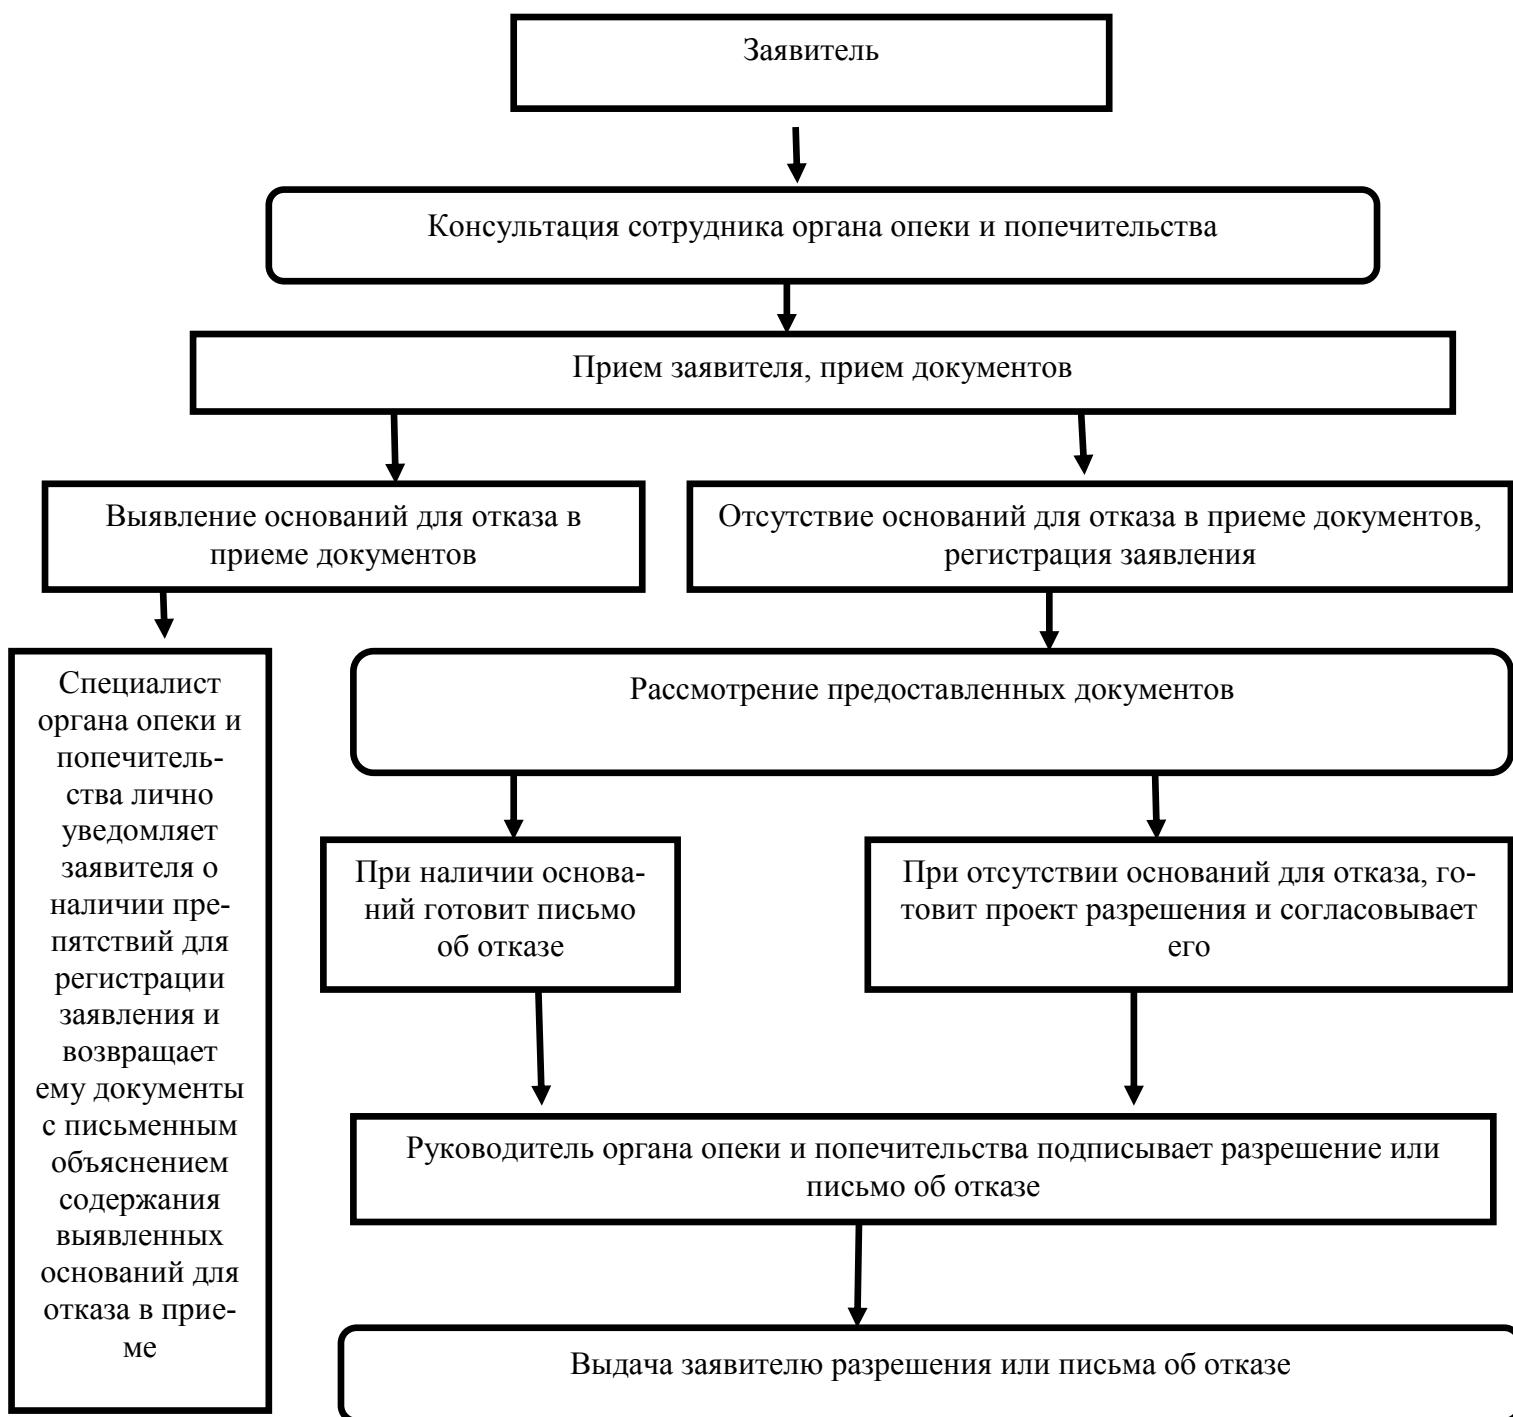 Заявитель
Консультация сотрудника органа опеки и попечительства
Прием заявителя, прием документов
Выявление оснований для отказа в
приеме документов
Отсутствие оснований для отказа в приеме документов,
регистрация заявления
Специалист
органа опеки и
попечитель-
ства лично
уведомляет
заявителя о
наличии пре-
пятствий для
регистрации
заявления и
возвращает
ему документы
с письменным
объяснением
содержания
выявленных
оснований для
отказа в прие-
ме
Рассмотрение предоставленных документов
При наличии основа-
ний готовит письмо
об отказе
При отсутствии оснований для отказа, го-
товит проект разрешения и согласовывает
его
Руководитель органа опеки и попечительства подписывает разрешение или
письмо об отказе
Выдача заявителю разрешения или письма об отказе